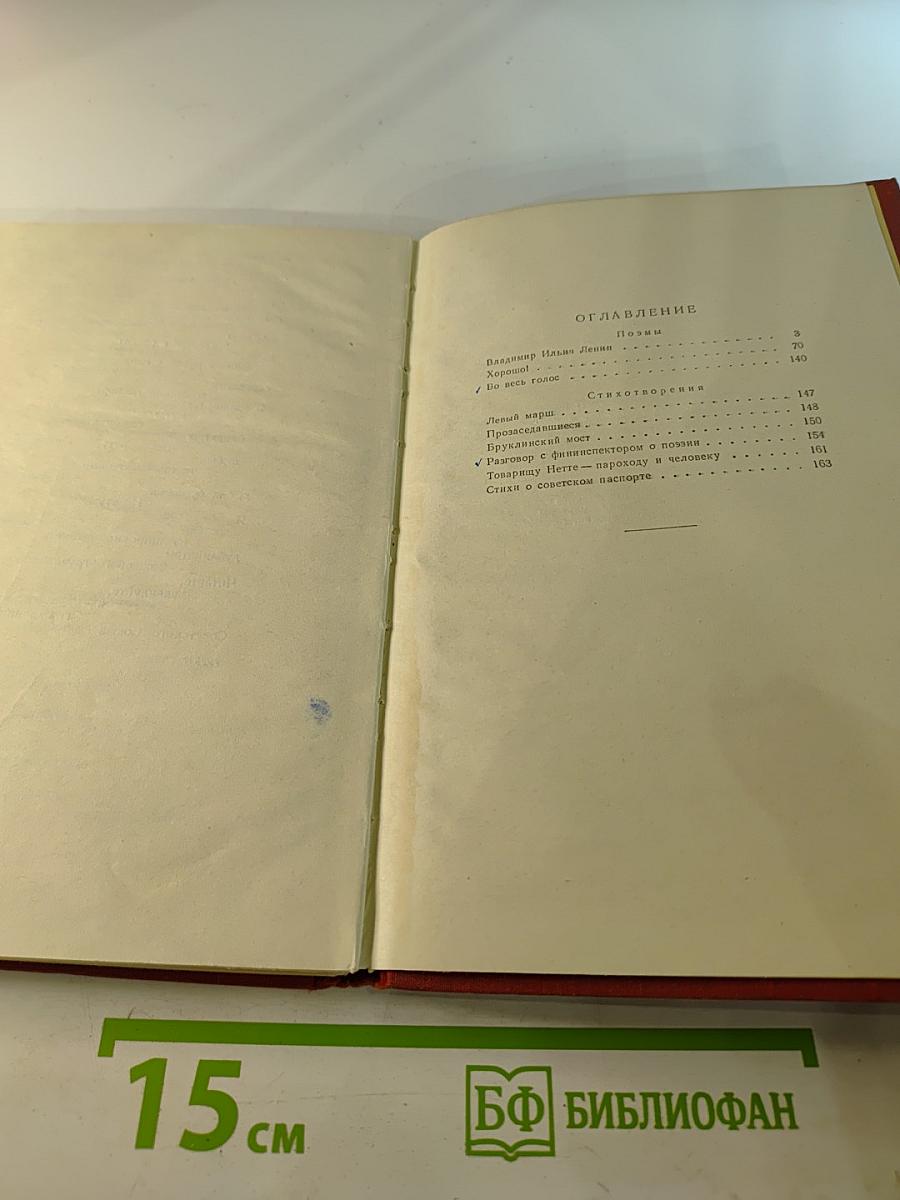 ОГЛАВЛЕНИЕ
Поэмы
Владимир Ильич Ленин . . . . . . . . . . . . . 3
Хорошо! . . . . . . . . . . . . . . . . . . . 70
✓ Во весь голос . . . . . . . . . . . . . . . . 140
Стихотворения
Левый марш . . . . . . . . . . . . . . . . . 147
Прозаседавшиеся . . . . . . . . . . . . . . . 148
Бруклинский мост . . . . . . . . . . . . . . . 150
✓ Разговор с фининспектором о поэзии . . . . . . . 154
Товарищу Нетте — пароходу и человеку . . . . . . 161
Стихи о советском паспорте . . . . . . . . . . . 163
15 см
БФ БИБЛИОФАН